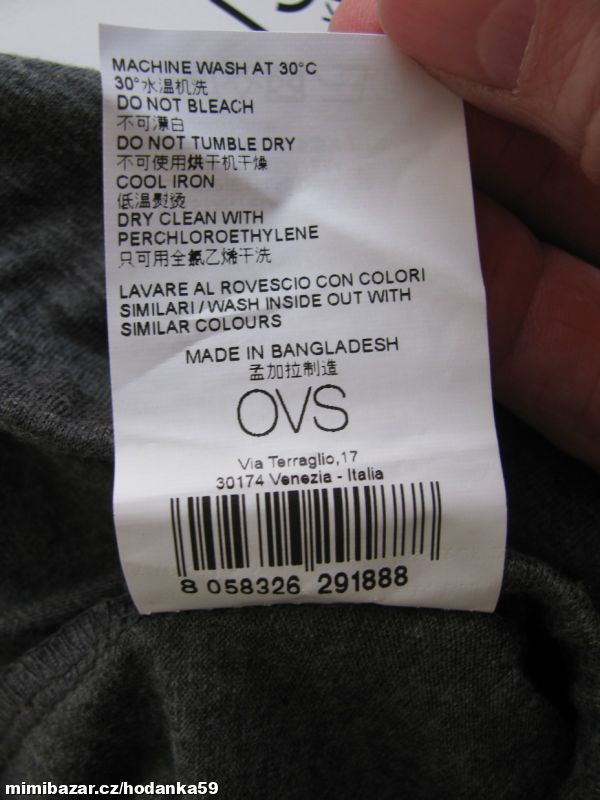 MACHINE WASH AT 30°C
30°水温机洗
DO NOT BLEACH
不可漂白
DO NOT TUMBLE DRY
不可使用烘干机干燥
COOL IRON
低温熨烫
DRY CLEAN WITH
PERCHLOROETHYLENE
只可用全氯乙烯干洗
LAVARE AL ROVESCIO CON COLORI
SIMILARI / WASH INSIDE OUT WITH
SIMILAR COLOURS
MADE IN BANGLADESH
孟加拉制造
OVS
Via Terraglio,17
30174 Venezia - Italia
8 058326 291888
mimibazar.cz/hodanka59